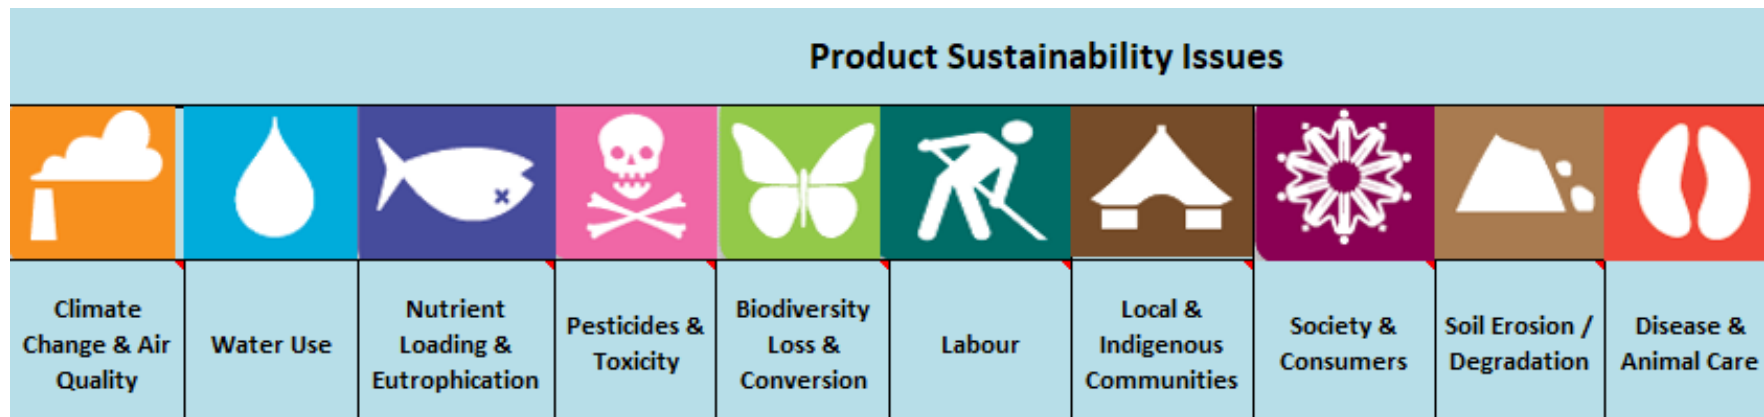 Product Sustainability Issues
Climate
Change & Air
Quality
Water Use
Nutrient
Loading &
Eutrophication
Pesticides &
Toxicity
Biodiversity
Loss &
Conversion
Labour
Local &
Indigenous
Communities
Society &
Consumers
Soil Erosion /
Degradation
Disease &
Animal Care